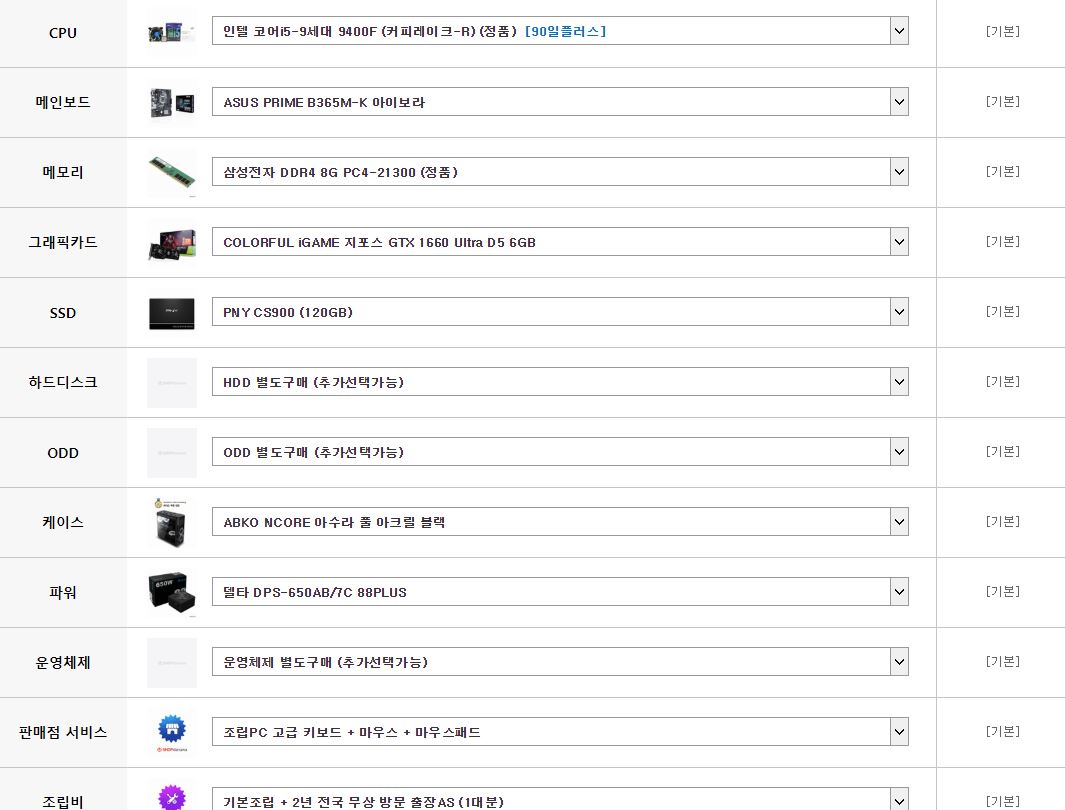 CPU
인텔 코어i5-9세대 9400F (커피레이크-R) (정품) [90일플러스]
[기본]
메인보드
ASUS PRIME B365M-K 아이보라
[기본]
메모리
삼성전자 DDR4 8G PC4-21300 (정품)
[기본]
그래픽카드
COLORFUL iGAME 지포스 GTX 1660 Ultra D5 6GB
[기본]
SSD
PNY
PNY CS900 (120GB)
[기본]
하드디스크
HDD 별도구매 (추가선택가능)
[기본]
ODD
ODD 별도구매 (추가선택가능)
[기본]
케이스
ABKO NCORE 아수라 풀 아크릴 블랙
[기본]
파워
650W
델타 DPS-650AB/7C 88PLUS
[기본]
운영체제
운영체제 별도구매 (추가선택가능)
[기본]
판매점 서비스
조립PC 고급 키보드 + 마우스 + 마우스패드
[기본]
조립비
기본조립 + 2년 전국 무상 방문 출장AS (1대분)
[기본]